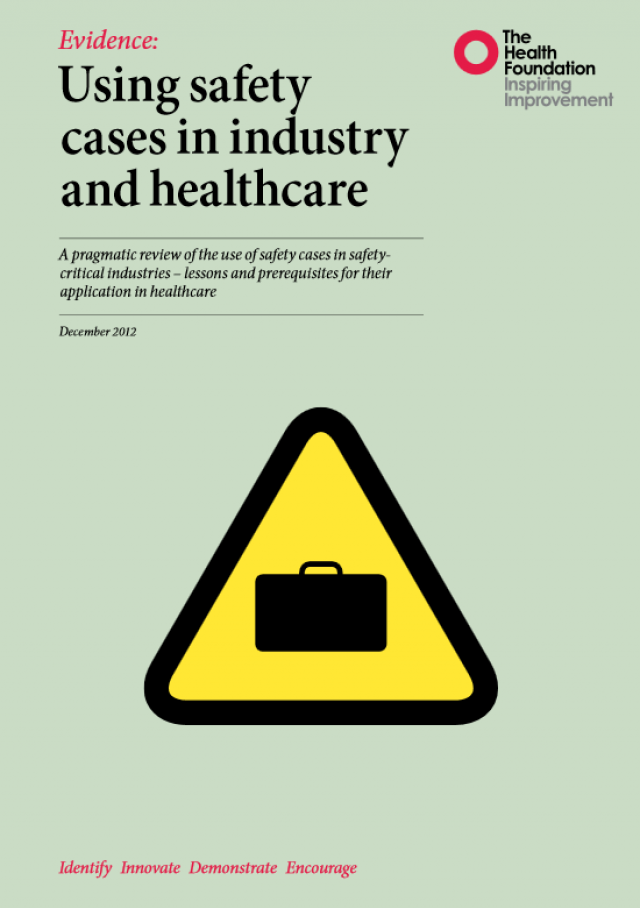 Evidence:
Using safety
cases in industry
and healthcare
The
Health
Foundation
Inspiring
Improvement
A pragmatic review of the use of safety cases in safety-
critical industries – lessons and prerequisites for their
application in healthcare
December 2012
Identify Innovate Demonstrate Encourage